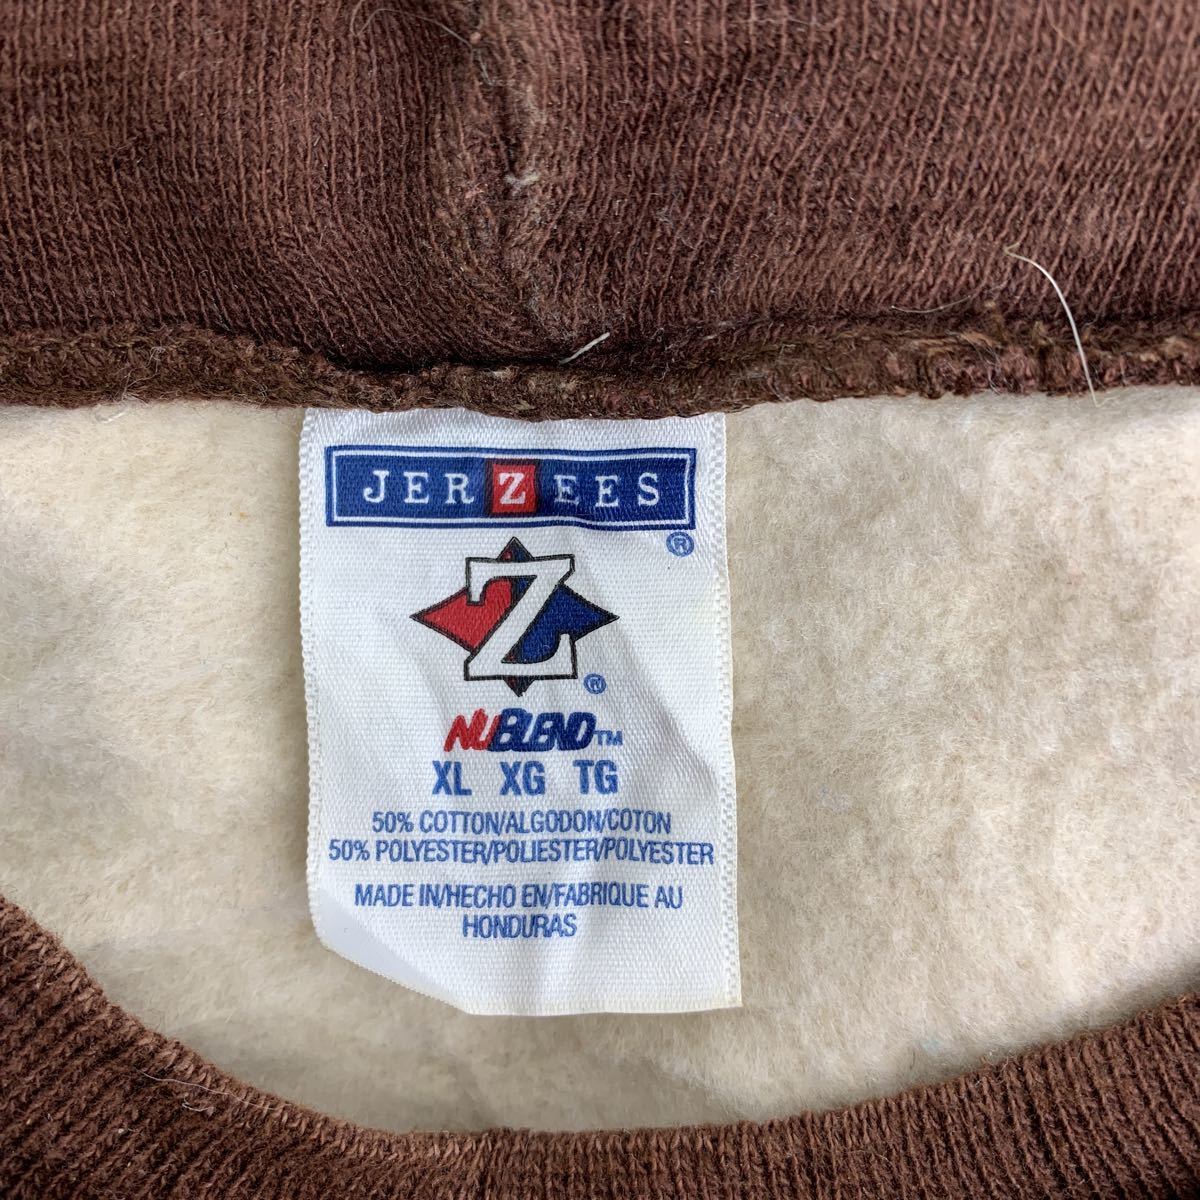 JERZEES
®
Z
®
NUBLEND™
XL XG TG
50% COTTON/ALGODON/COTON
50% POLYESTER/POLIESTER/POLYESTER
MADE IN/HECHO EN/FABRIQUE AU
HONDURAS